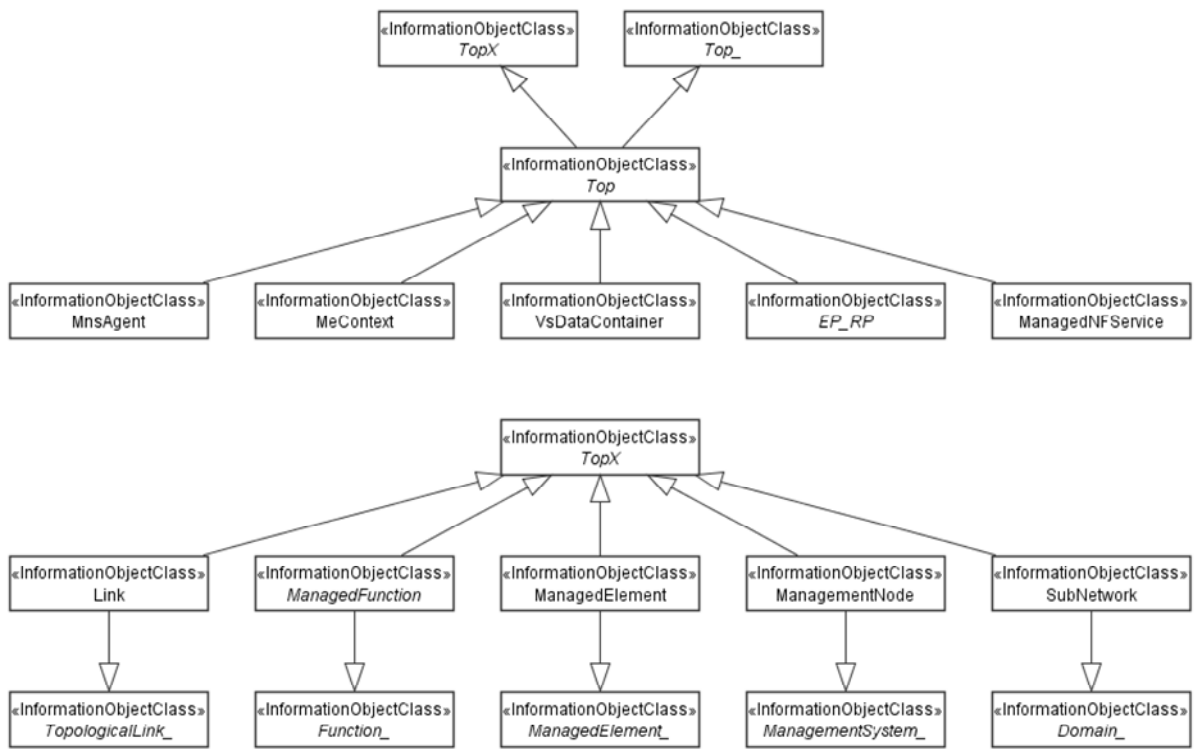 «InformationObjectClass»
TopX
«InformationObjectClass»
Top_
«InformationObjectClass»
Top
«InformationObjectClass»
MnsAgent
«InformationObjectClass»
MeContext
«InformationObjectClass»
VsDataContainer
«InformationObjectClass»
EP_RP
«InformationObjectClass»
ManagedNFService
«InformationObjectClass»
TopX
«InformationObjectClass»
Link
«InformationObjectClass»
ManagedFunction
«InformationObjectClass»
ManagedElement
«InformationObjectClass»
ManagementNode
«InformationObjectClass»
SubNetwork
«InformationObjectClass»
TopologicalLink_
«InformationObjectClass»
Function_
«InformationObjectClass»
ManagedElement_
«InformationObjectClass»
ManagementSystem_
«InformationObjectClass»
Domain_